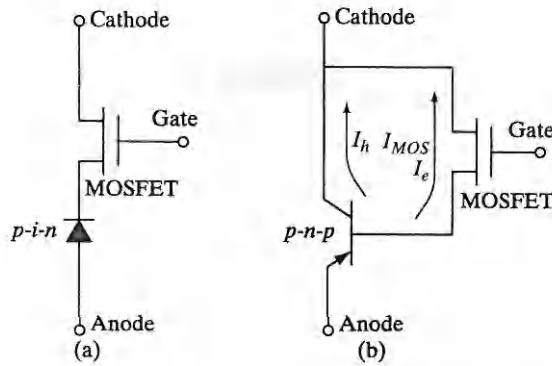 Cathode
Gate
MOSFET
p-i-n
Anode
(a)
Cathode
I_h I_MOS
I_e
Gate
MOSFET
p-n-p
Anode
(b)